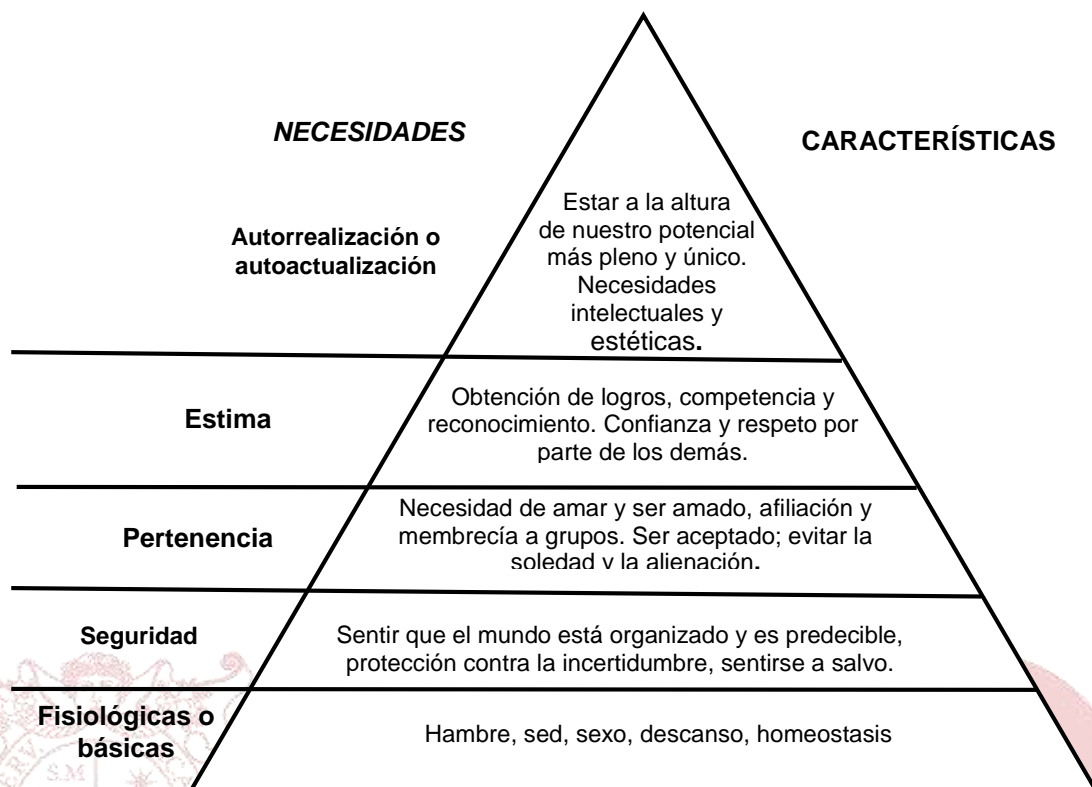 NECESIDADES
CARACTERÍSTICAS
Autorrealización o
autoactualización
Estar a la altura
de nuestro potencial
más pleno y único.
Necesidades
intelectuales y
estéticas.
Estima
Obtención de logros, competencia y
reconocimiento. Confianza y respeto por
parte de los demás.
Pertenencia
Necesidad de amar y ser amado, afiliación y
membrecía a grupos. Ser aceptado; evitar la
soledad y la alienación.
Seguridad
Sentir que el mundo está organizado y es predecible,
protección contra la incertidumbre, sentirse a salvo.
Fisiológicas o
básicas
Hambre, sed, sexo, descanso, homeostasis
S.M